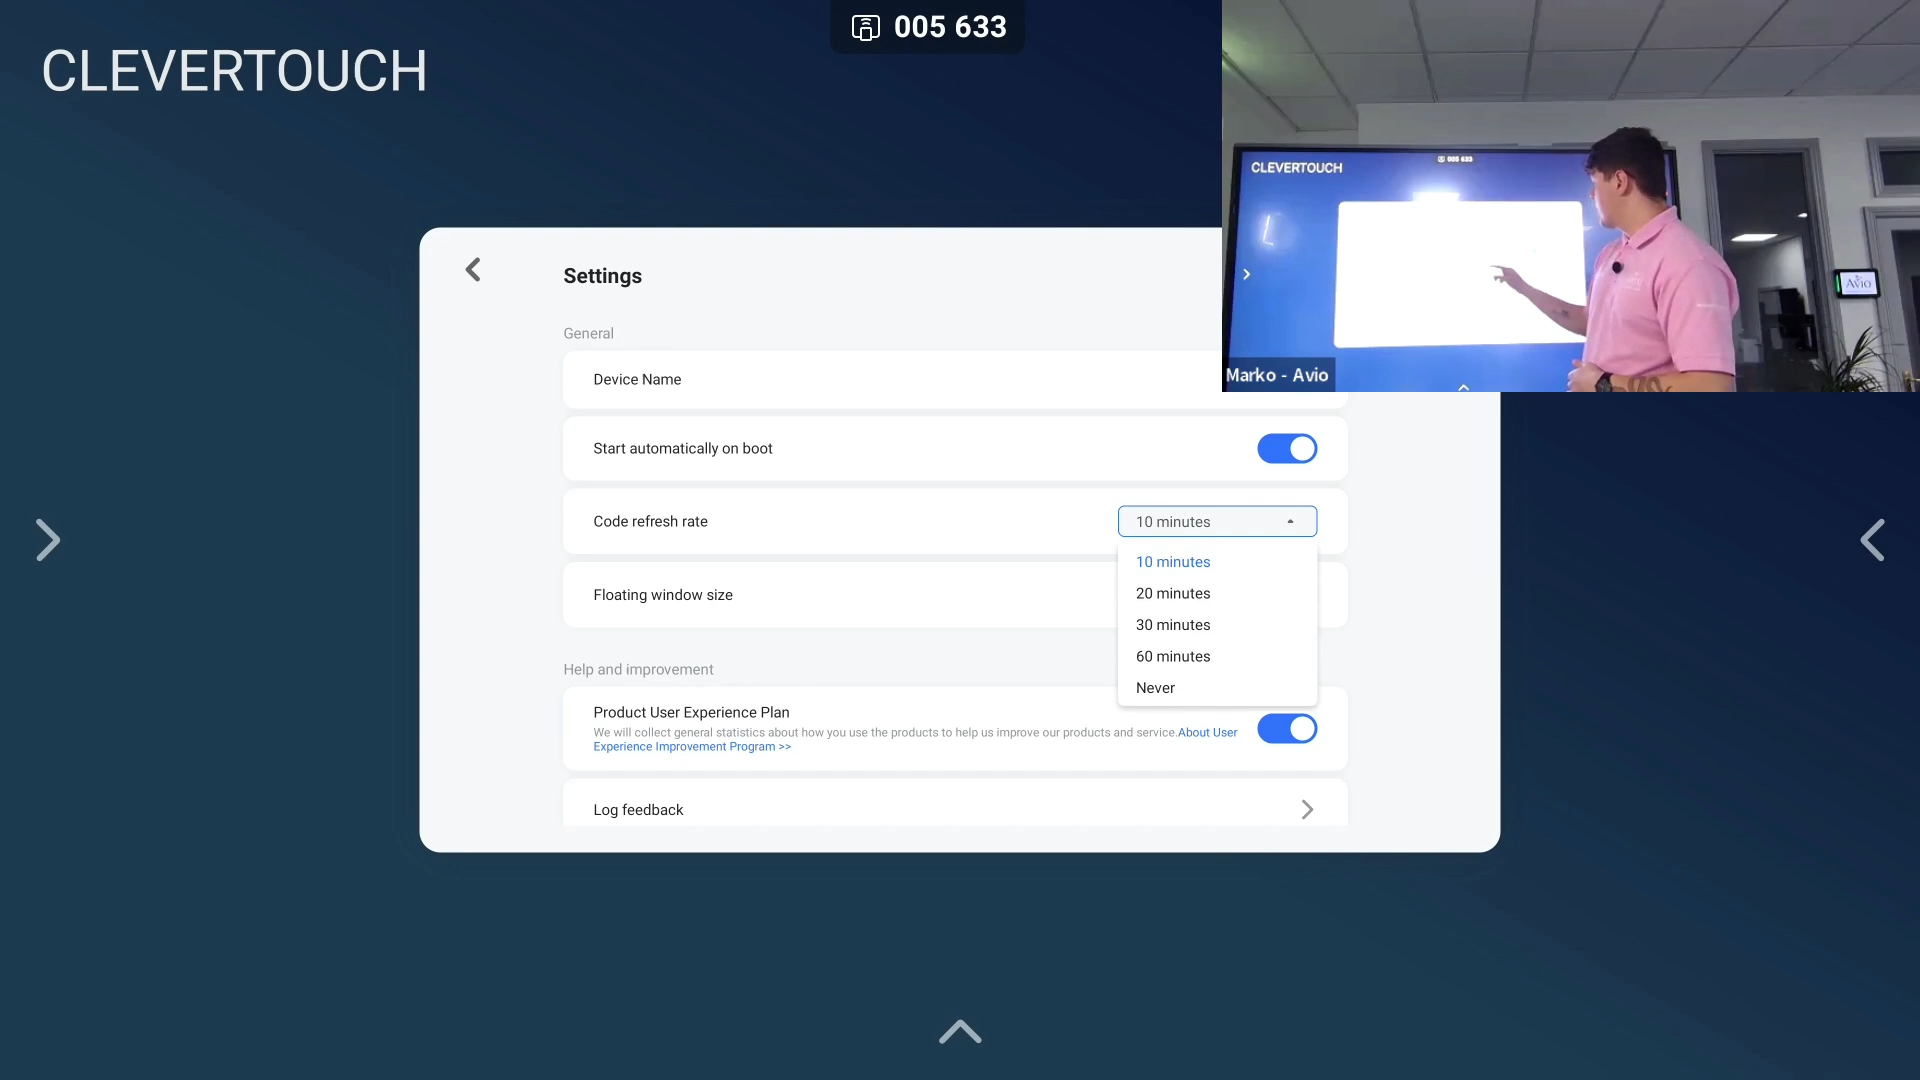 CLEVERTOUCH
005 633
CLEVERTOUCH
005 633
Avio
Marko - Avio
Settings
General
Device Name
Start automatically on boot
Code refresh rate
10 minutes
10 minutes
20 minutes
30 minutes
60 minutes
Never
Floating window size
Help and improvement
Product User Experience Plan
We will collect general statistics about how you use the products to help us improve our products and service.About User
Experience Improvement Program >>
Log feedback